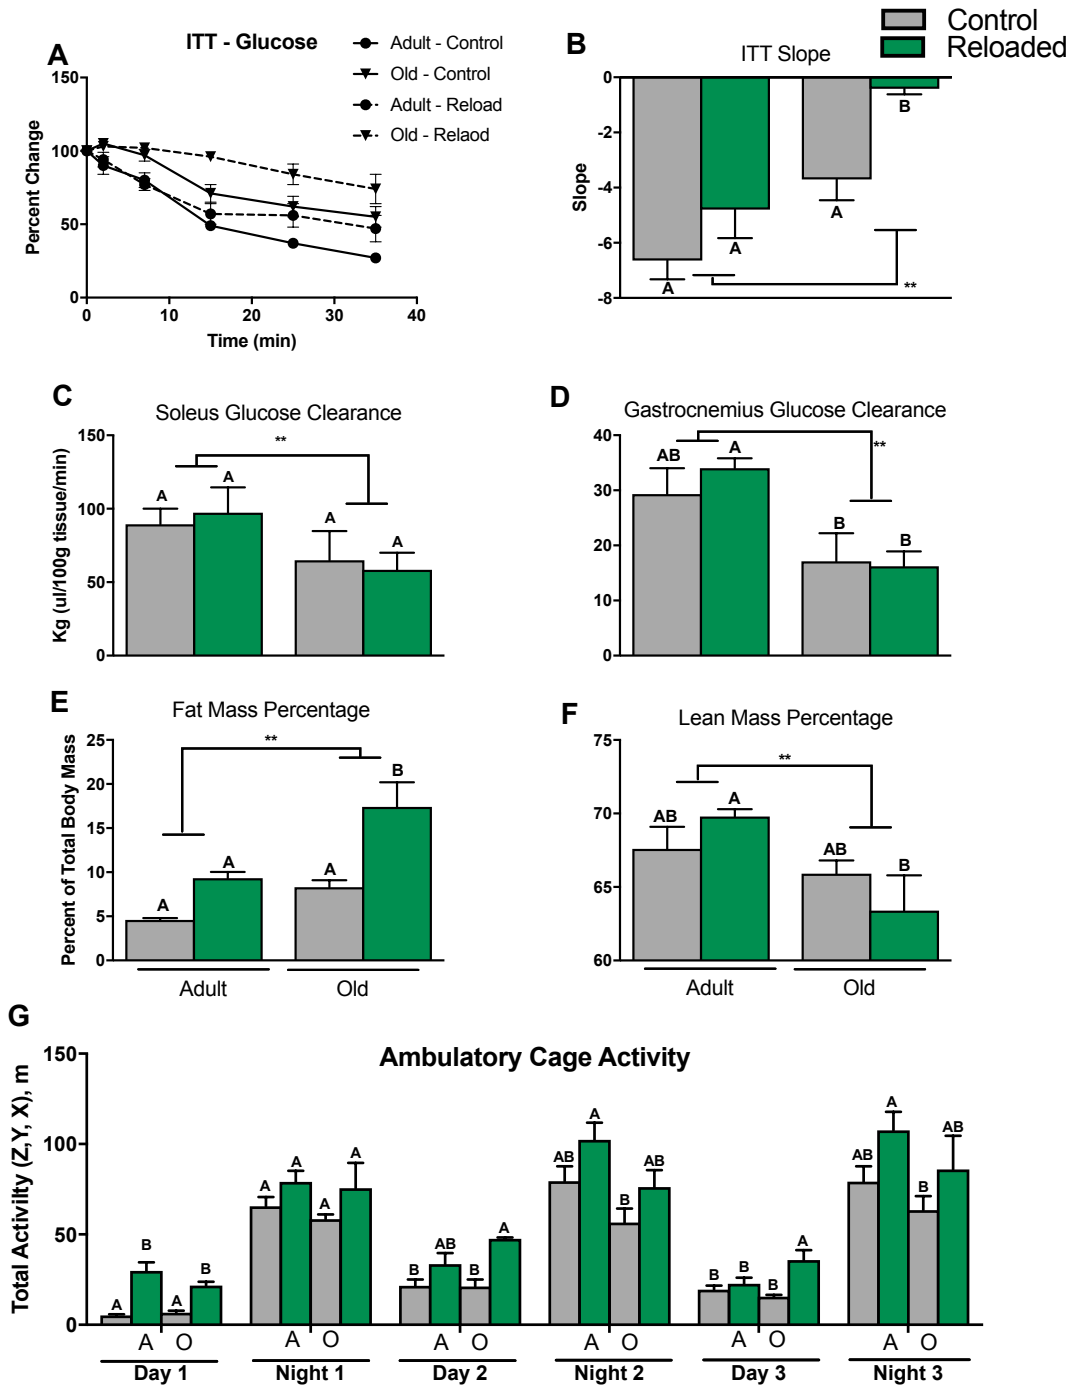 Control
Reloaded
A
ITT - Glucose
Adult - Control
Old - Control
Adult - Reload
Old - Relaod
Percent Change
150
100
50
0
0
10
20
30
40
Time (min)
B
ITT Slope
Slope
0
-2
-4
-6
-8
A
A
A
B
**
C
Soleus Glucose Clearance
Kg (ul/100g tissue/min)
150
100
50
0
A
A
A
A
**
D
Gastrocnemius Glucose Clearance
40
30
20
10
0
AB
A
B
B
**
E
Fat Mass Percentage
Percent of Total Body Mass
25
20
15
10
5
0
A
A
A
B
**
Adult
Old
F
Lean Mass Percentage
75
70
65
60
AB
A
AB
B
**
Adult
Old
G
Ambulatory Cage Activity
Total Activilty (Z,Y, X), m
150
100
50
0
A
B
A
B
A
A
A
A
B
AB
B
A
AB
A
B
AB
B
B
B
A
AB
A
B
AB
A O
A O
A O
A O
A O
A O
Day 1
Night 1
Day 2
Night 2
Day 3
Night 3